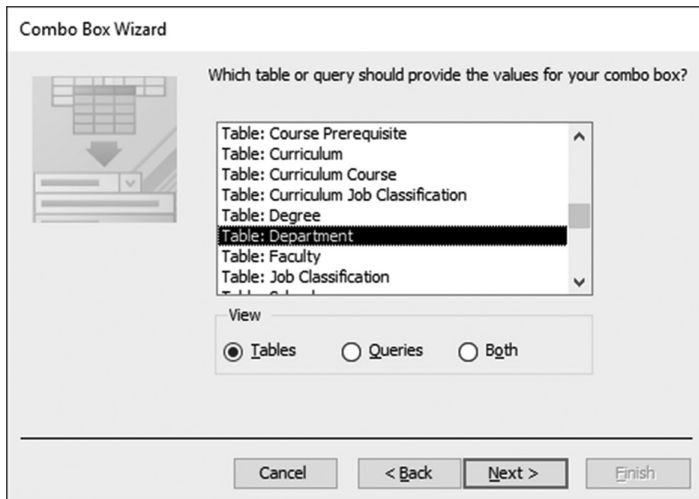 Combo Box Wizard
Which table or query should provide the values for your combo box?
Table: Course Prerequisite
Table: Curriculum
Table: Curriculum Course
Table: Curriculum Job Classification
Table: Degree
Table: Department
Table: Faculty
Table: Job Classification
View
Tables
Queries
Both
Cancel
< Back
Next >
Finish